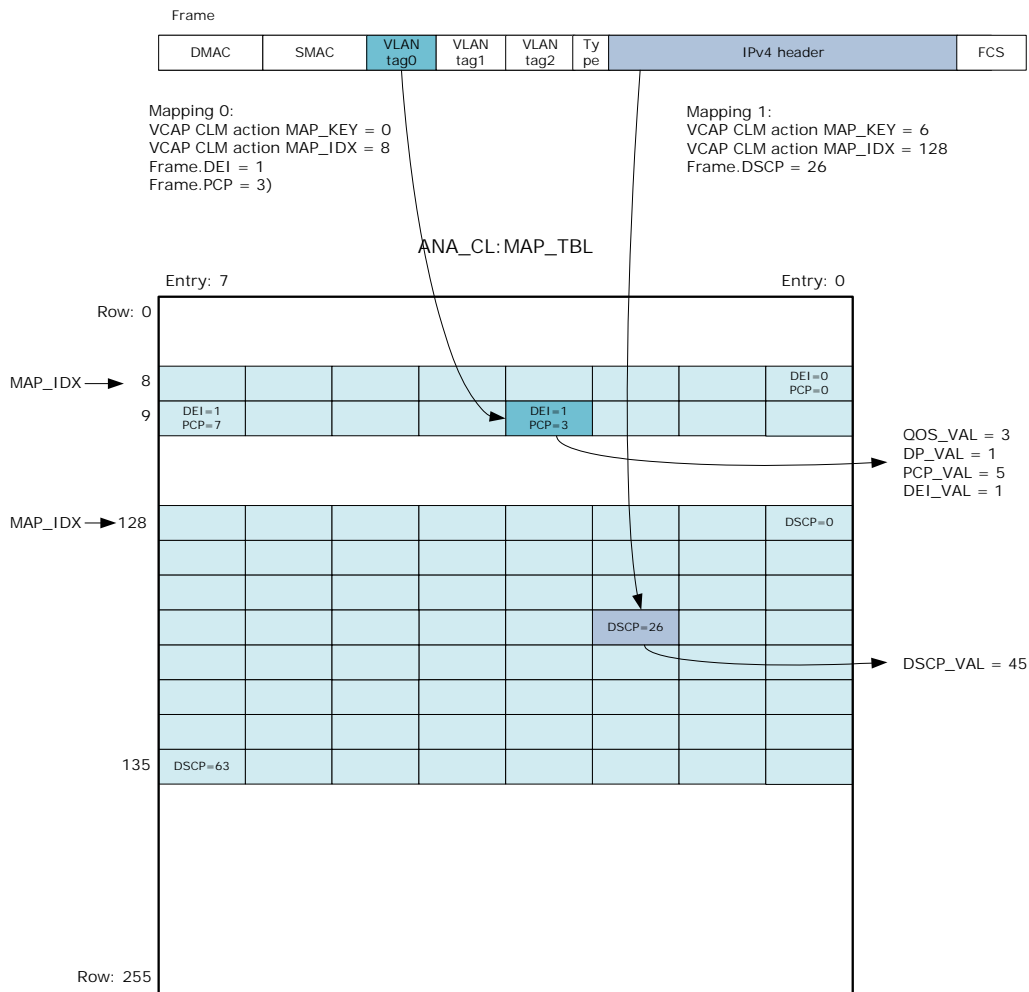 Frame
DMAC
SMAC
VLAN
tag0
VLAN
tag1
VLAN
tag2
Ty
pe
IPv4 header
FCS
Mapping 0:
VCAP CLM action MAP_KEY = 0
VCAP CLM action MAP_IDX = 8
Frame.DEI = 1
Frame.PCP = 3)
Mapping 1:
VCAP CLM action MAP_KEY = 6
VCAP CLM action MAP_IDX = 128
Frame.DSCP = 26
ANA_CL:MAP_TBL
Entry: 7
Entry: 0
Row: 0
MAP_IDX
8
DEI=0
PCP=0
9
DEI=1
PCP=7
DEI=1
PCP=3
QOS_VAL = 3
DP_VAL = 1
PCP_VAL = 5
DEI_VAL = 1
MAP_IDX
128
DSCP=0
DSCP=26
DSCP_VAL = 45
135
DSCP=63
Row: 255